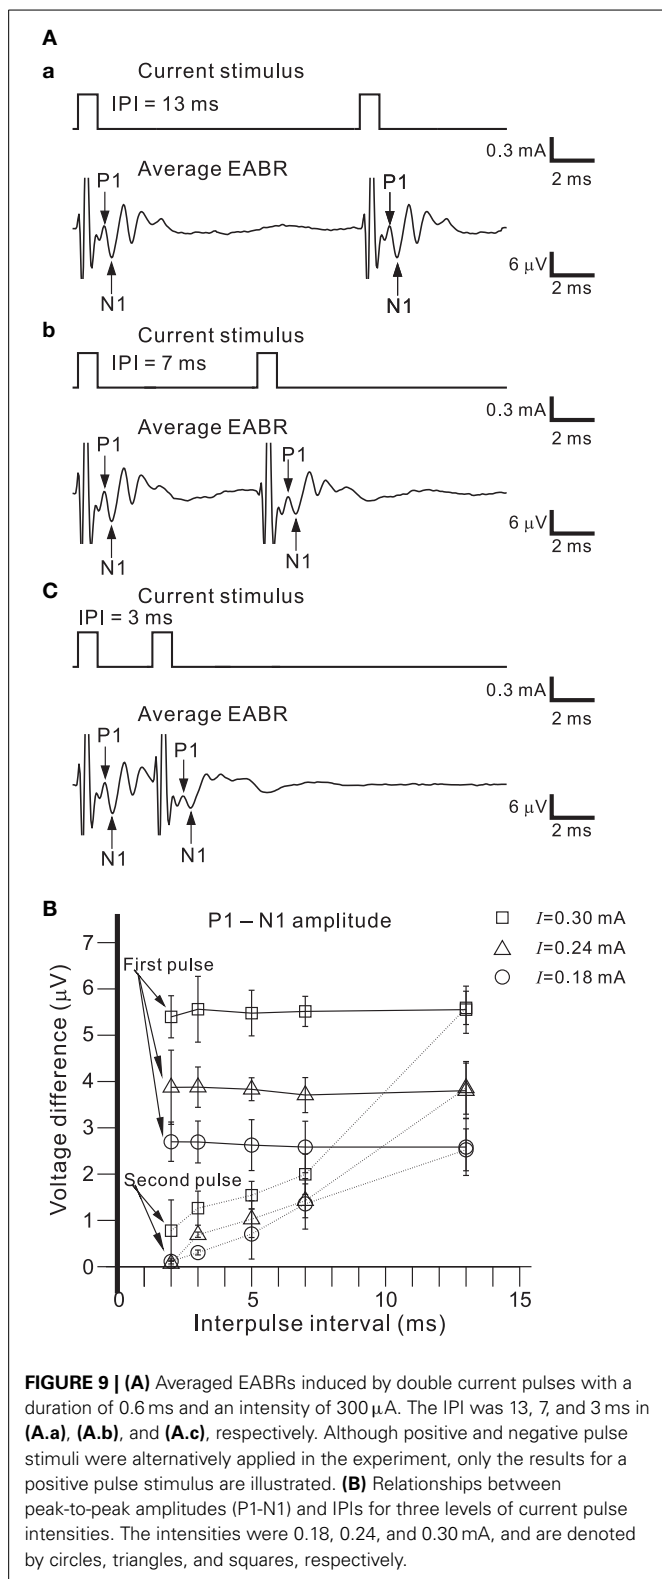 A
a
Current stimulus
IPI = 13 ms
0.3 mA
2 ms
Average EABR
P1
P1
6 μV
2 ms
N1
N1
b
Current stimulus
IPI = 7 ms
0.3 mA
2 ms
Average EABR
P1
P1
6 μV
2 ms
N1
N1
C
Current stimulus
IPI = 3 ms
0.3 mA
2 ms
Average EABR
P1
P1
6 μV
2 ms
N1
N1
B
P1 – N1 amplitude
I=0.30 mA
I=0.24 mA
I=0.18 mA
Voltage difference (μV)
7
6
5
4
3
2
1
0
First pulse
Second pulse
0
5
10
15
Interpulse interval (ms)
FIGURE 9 | (A) Averaged EABRs induced by double current pulses with a
duration of 0.6 ms and an intensity of 300 μA. The IPI was 13, 7, and 3 ms in
(A.a), (A.b), and (A.c), respectively. Although positive and negative pulse
stimuli were alternatively applied in the experiment, only the results for a
positive pulse stimulus are illustrated. (B) Relationships between
peak-to-peak amplitudes (P1-N1) and IPIs for three levels of current pulse
intensities. The intensities were 0.18, 0.24, and 0.30 mA, and are denoted
by circles, triangles, and squares, respectively.